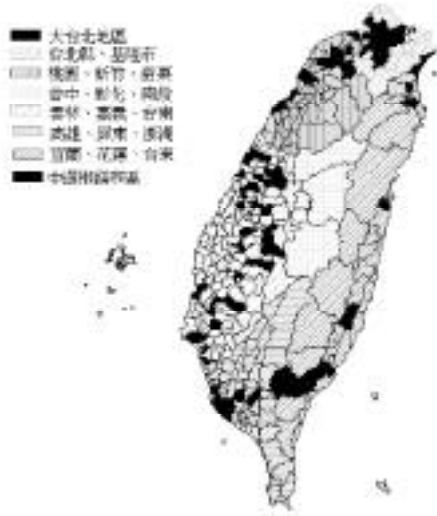 大台北地區
台北縣、基隆市
桃園、新竹、苗栗
台中、彰化、南投
雲林、嘉義、台南
高雄、屏東、澎湖
宜蘭、花蓮、台東